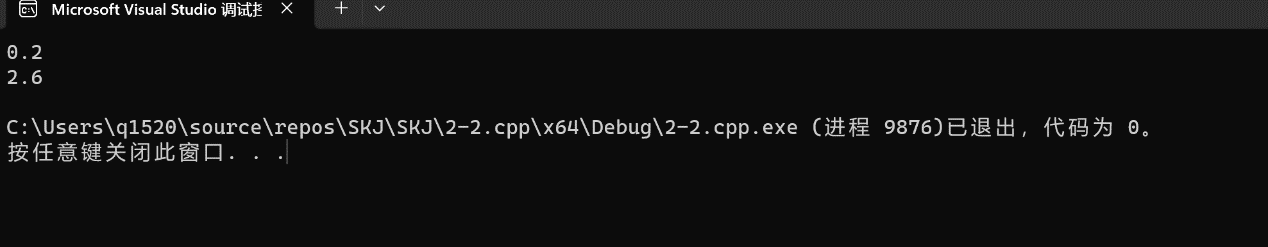 Microsoft Visual Studio 调试控
0.2
2.6
C:\Users\q1520\source\repos\SKJ\SKJ\2-2.cpp\x64\Debug\2-2.cpp.exe (进程 9876)已退出，代码为 0。
按任意键关闭此窗口. . .